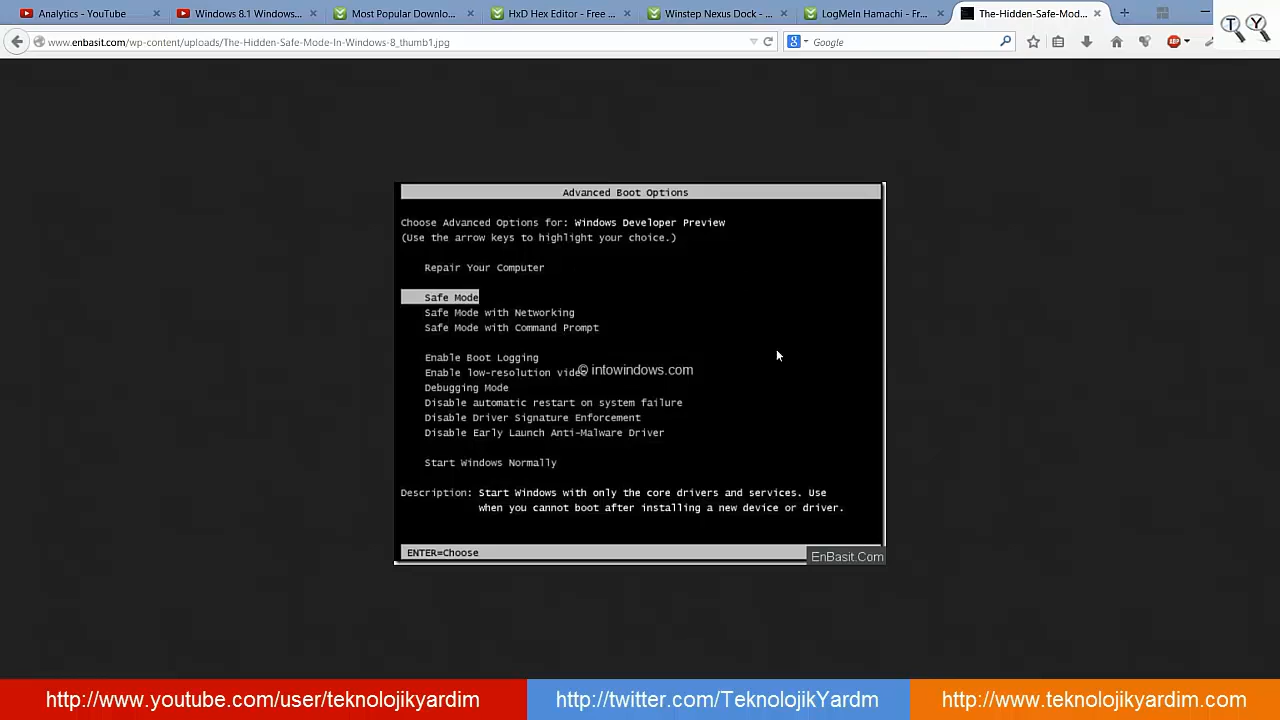 Analytics - YouTube
Windows 8.1 Windows...
Most Popular Downlo...
HxD Hex Editor - Free ...
Winstep Nexus Dock - ...
LogMeIn Hamachi - Fr...
The-Hidden-Safe-Mod...
T Y
www.enbasit.com/wp-content/uploads/The-Hidden-Safe-Mode-In-Windows-8_thumb1.jpg
Google
ABP
Advanced Boot Options
Choose Advanced Options for: Windows Developer Preview
(Use the arrow keys to highlight your choice.)
Repair Your Computer
Safe Mode
Safe Mode with Networking
Safe Mode with Command Prompt
Enable Boot Logging
Enable low-resolution video
© intowindows.com
Debugging Mode
Disable automatic restart on system failure
Disable Driver Signature Enforcement
Disable Early Launch Anti-Malware Driver
Start Windows Normally
Description: Start Windows with only the core drivers and services. Use
when you cannot boot after installing a new device or driver.
ENTER=Choose
EnBasit.Com
http://www.youtube.com/user/teknolojikyardim
http://twitter.com/TeknolojikYardm
http://www.teknolojikyardim.com